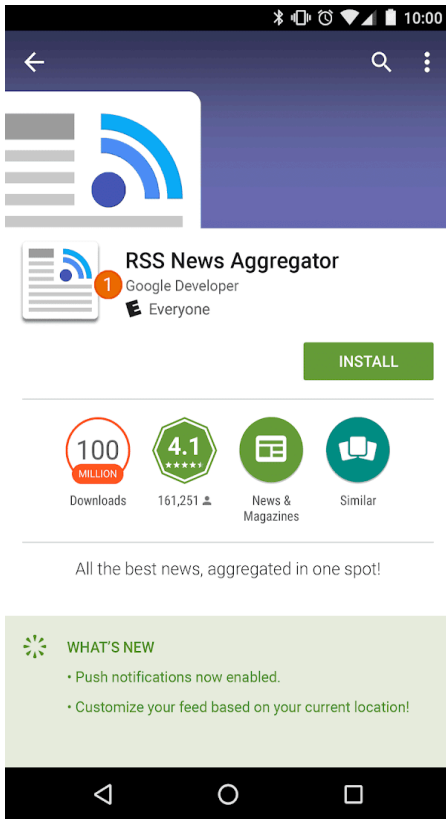 10:00
RSS News Aggregator
1
Google Developer
E Everyone
INSTALL
100
MILLION
4.1
Downloads
161,251
News &
Magazines
Similar
All the best news, aggregated in one spot!
WHAT'S NEW
• Push notifications now enabled.
• Customize your feed based on your current location!